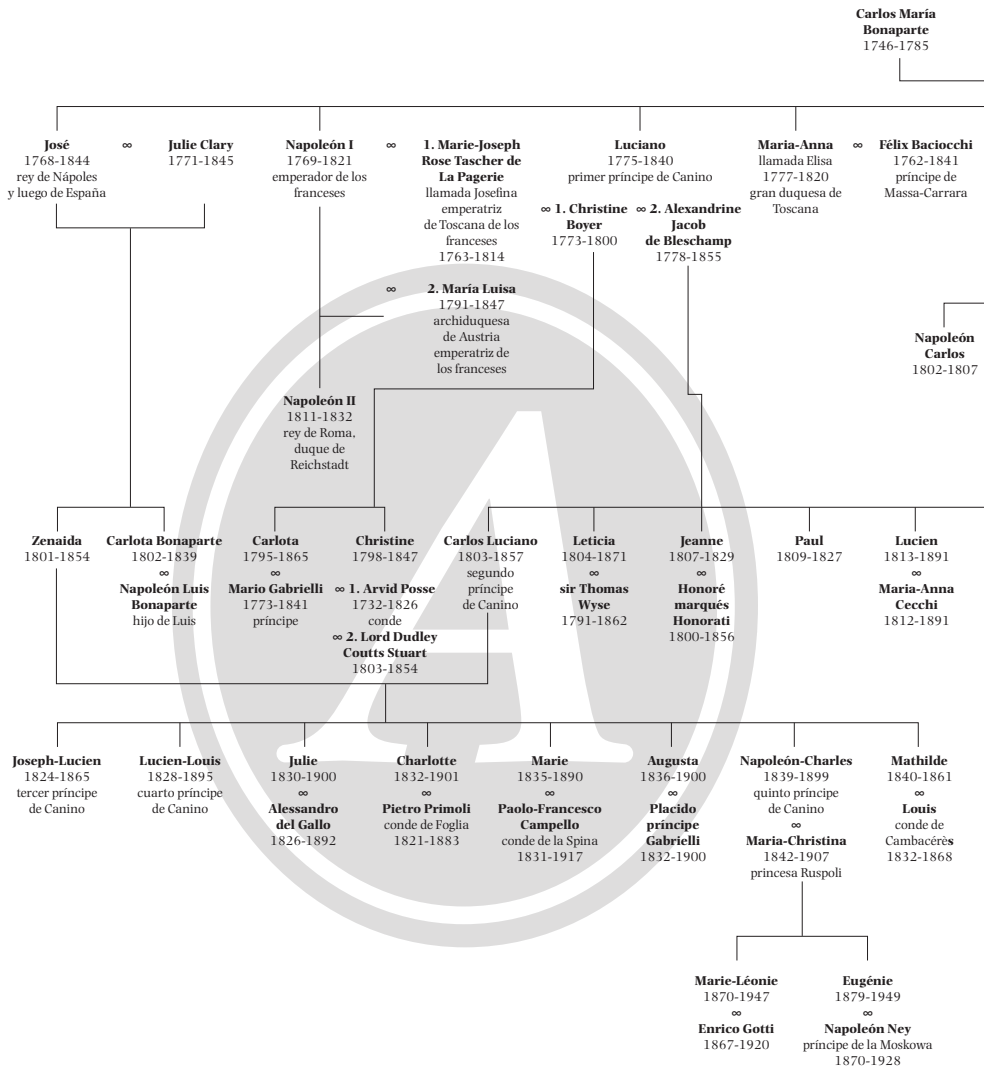 Carlos María
Bonaparte
1746-1785
José
1768-1844
rey de Nápoles
y luego de España
∞
Julie Clary
1771-1845
Napoleón I
1769-1821
emperador de los
franceses
∞
1. Marie-Joseph
Rose Tascher de
La Pagerie
llamada Josefina
emperatriz
de Toscana de los
franceses
1763-1814
∞
2. María Luisa
1791-1847
archiduquesa
de Austria
emperatriz de
los franceses
Luciano
1775-1840
primer príncipe de Canino
∞ 1. Christine
Boyer
1773-1800
∞ 2. Alexandrine
Jacob
de Bleschamp
1778-1855
Maria-Anna
llamada Elisa
1777-1820
gran duquesa de
Toscana
∞
Félix Baciocchi
1762-1841
príncipe de
Massa-Carrara
Napoleón
Carlos
1802-1807
Napoleón II
1811-1832
rey de Roma,
duque de
Reichstadt
Zenaida
1801-1854
Carlota Bonaparte
1802-1839
∞
Napoleón Luis
Bonaparte
hijo de Luis
Carlota
1795-1865
∞
Mario Gabrielli
1773-1841
príncipe
Christine
1798-1847
∞ 1. Arvid Posse
1732-1826
conde
∞ 2. Lord Dudley
Coutts Stuart
1803-1854
Carlos Luciano
1803-1857
segundo
príncipe
de Canino
Leticia
1804-1871
∞
sir Thomas
Wyse
1791-1862
Jeanne
1807-1829
∞
Honoré
marqués
Honorati
1800-1856
Paul
1809-1827
Lucien
1813-1891
∞
Maria-Anna
Cecchi
1812-1891
Joseph-Lucien
1824-1865
tercer príncipe
de Canino
Lucien-Louis
1828-1895
cuarto príncipe
de Canino
Julie
1830-1900
∞
Alessandro
del Gallo
1826-1892
Charlotte
1832-1901
∞
Pietro Primoli
conde de Foglia
1821-1883
Marie
1835-1890
∞
Paolo-Francesco
Campello
conde de la Spina
1831-1917
Augusta
1836-1900
∞
Placido
príncipe
Gabrielli
1832-1900
Napoleón-Charles
1839-1899
quinto príncipe
de Canino
∞
Maria-Christina
1842-1907
princesa Ruspoli
Mathilde
1840-1861
∞
Louis
conde de
Cambacérès
1832-1868
Marie-Léonie
1870-1947
∞
Enrico Gotti
1867-1920
Eugénie
1879-1949
∞
Napoleón Ney
príncipe de la Moskowa
1870-1928
A